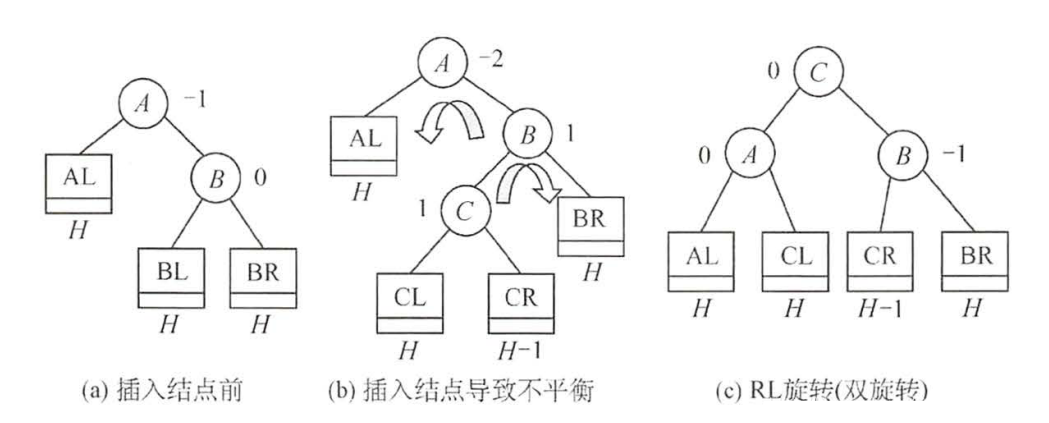 A -1
AL
H
B 0
BL
H
BR
H
(a) 插入结点前
A -2
AL
H
B 1
1 C
BR
H
CL
H
CR
H-1
(b) 插入结点导致不平衡
0 C
0 A
B -1
AL
H
CL
H
CR
H-1
BR
H
(c) RL旋转(双旋转)